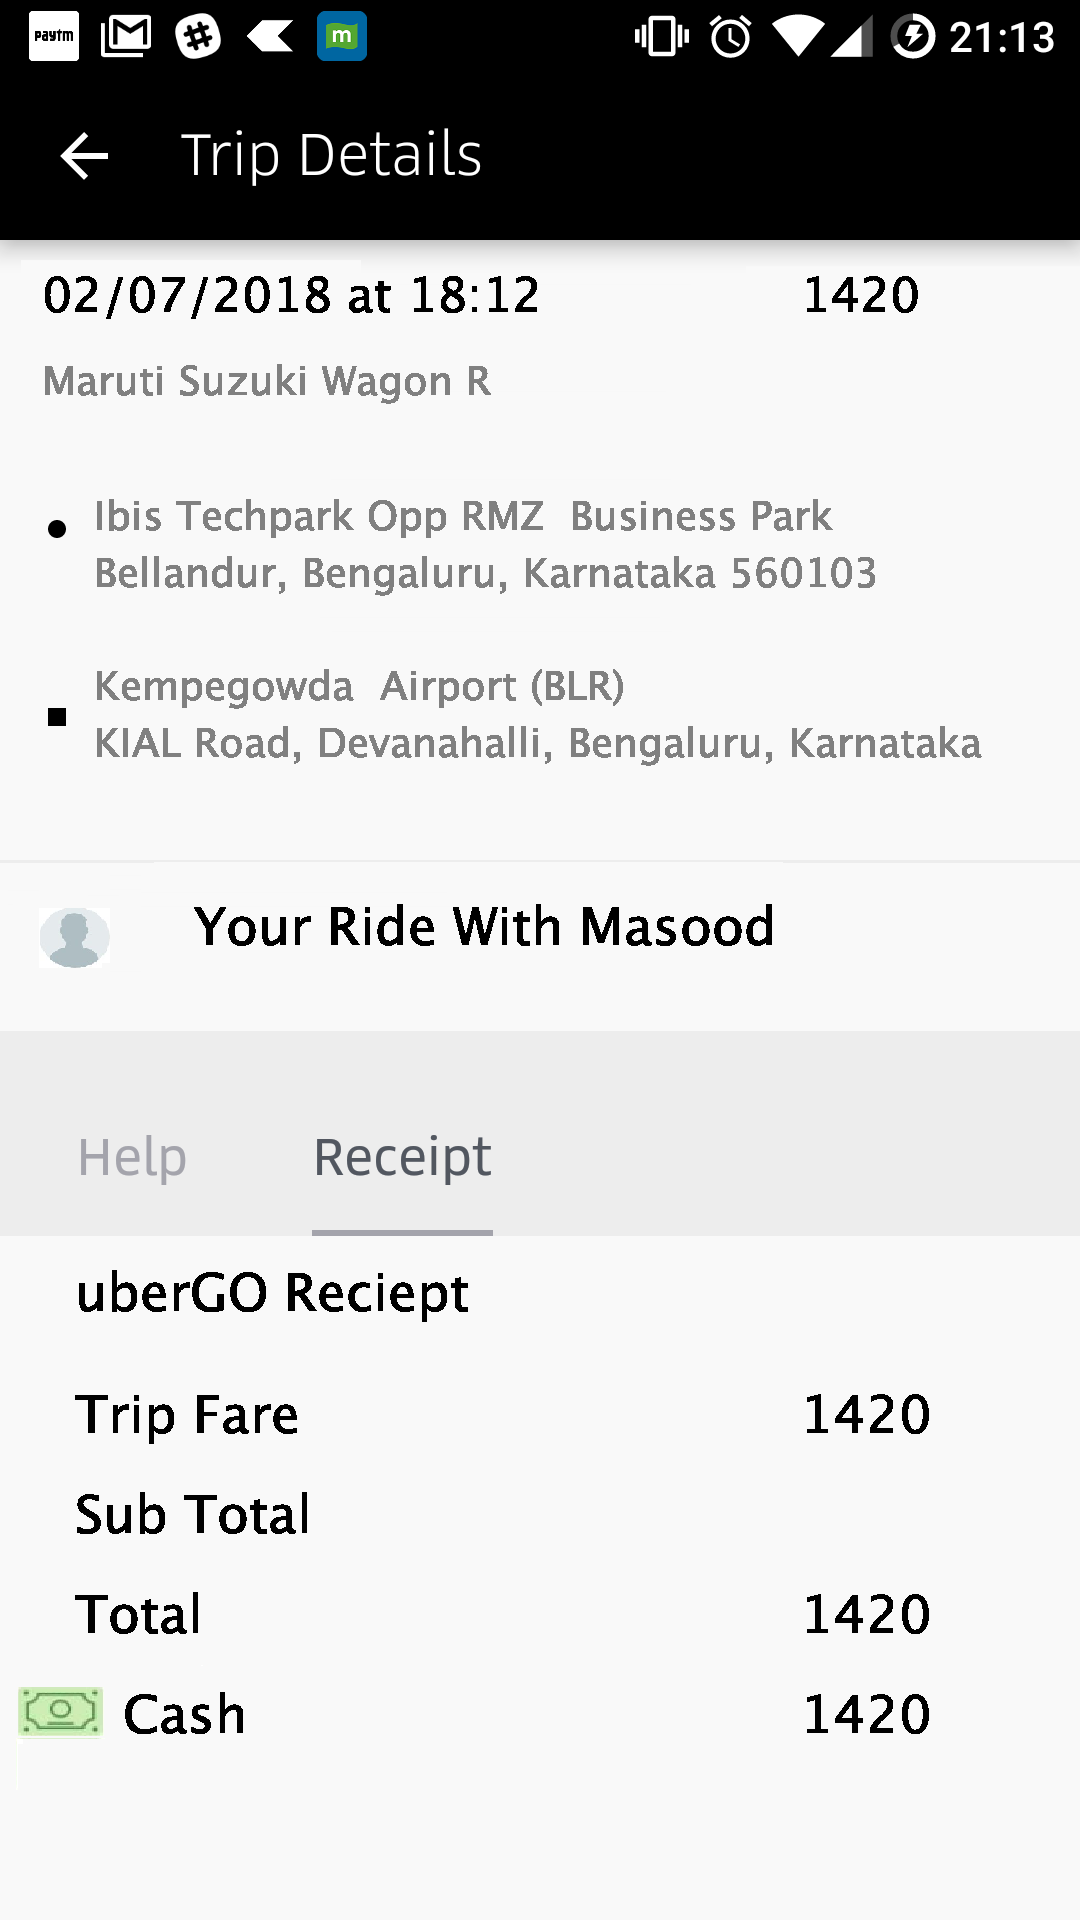 paytm M # m 21:13
Trip Details
02/07/2018 at 18:12 1420
Maruti Suzuki Wagon R
Ibis Techpark Opp RMZ Business Park
Bellandur, Bengaluru, Karnataka 560103
Kempegowda Airport (BLR)
KIAL Road, Devanahalli, Bengaluru, Karnataka
Your Ride With Masood
Help Receipt
uberGO Reciept
Trip Fare 1420
Sub Total
Total 1420
Cash 1420